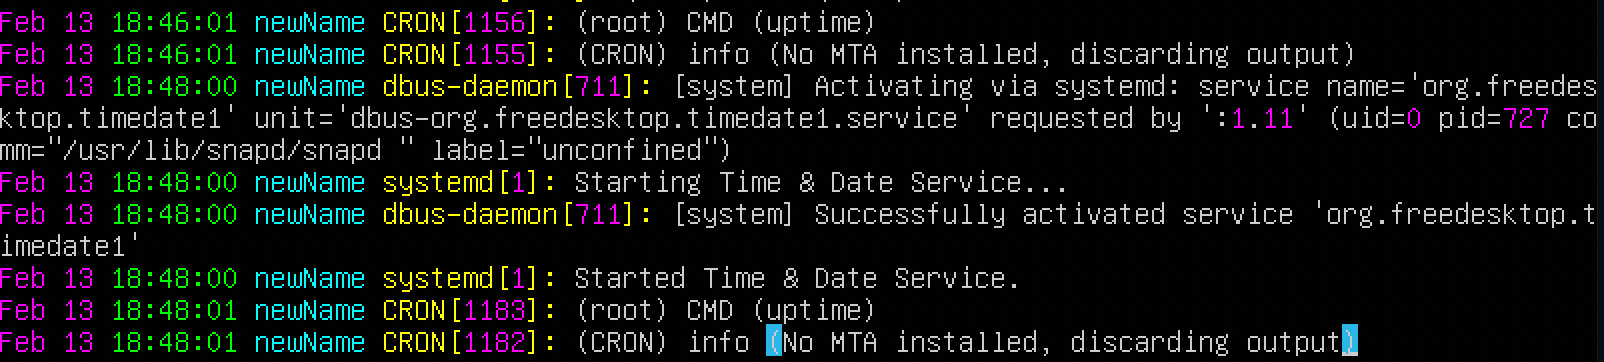 Feb 13 18:46:01 newName CRON[1156]: (root) CMD (uptime)
Feb 13 18:46:01 newName CRON[1155]: (CRON) info (No MTA installed, discarding output)
Feb 13 18:48:00 newName dbus-daemon[711]: [system] Activating via systemd: service name='org.freedes
ktop.timedate1' unit='dbus-org.freedesktop.timedate1.service' requested by ':1.11' (uid=0 pid=727 co
mm="/usr/lib/snapd/snapd " label="unconfined")
Feb 13 18:48:00 newName systemd[1]: Starting Time & Date Service...
Feb 13 18:48:00 newName dbus-daemon[711]: [system] Successfully activated service 'org.freedesktop.t
imedate1'
Feb 13 18:48:00 newName systemd[1]: Started Time & Date Service.
Feb 13 18:48:01 newName CRON[1183]: (root) CMD (uptime)
Feb 13 18:48:01 newName CRON[1182]: (CRON) info (No MTA installed, discarding output)